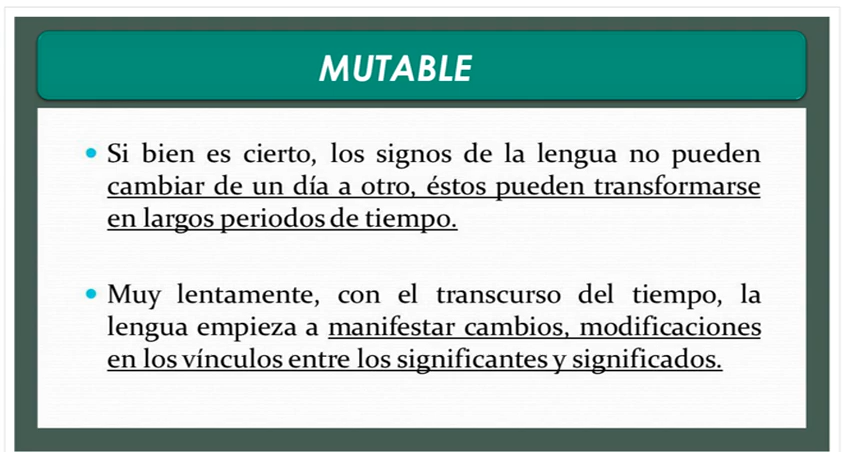 MUTABLE
• Si bien es cierto, los signos de la lengua no pueden
cambiar de un día a otro, éstos pueden transformarse
en largos periodos de tiempo.
• Muy lentamente, con el transcurso del tiempo, la
lengua empieza a manifestar cambios, modificaciones
en los vínculos entre los significantes y significados.